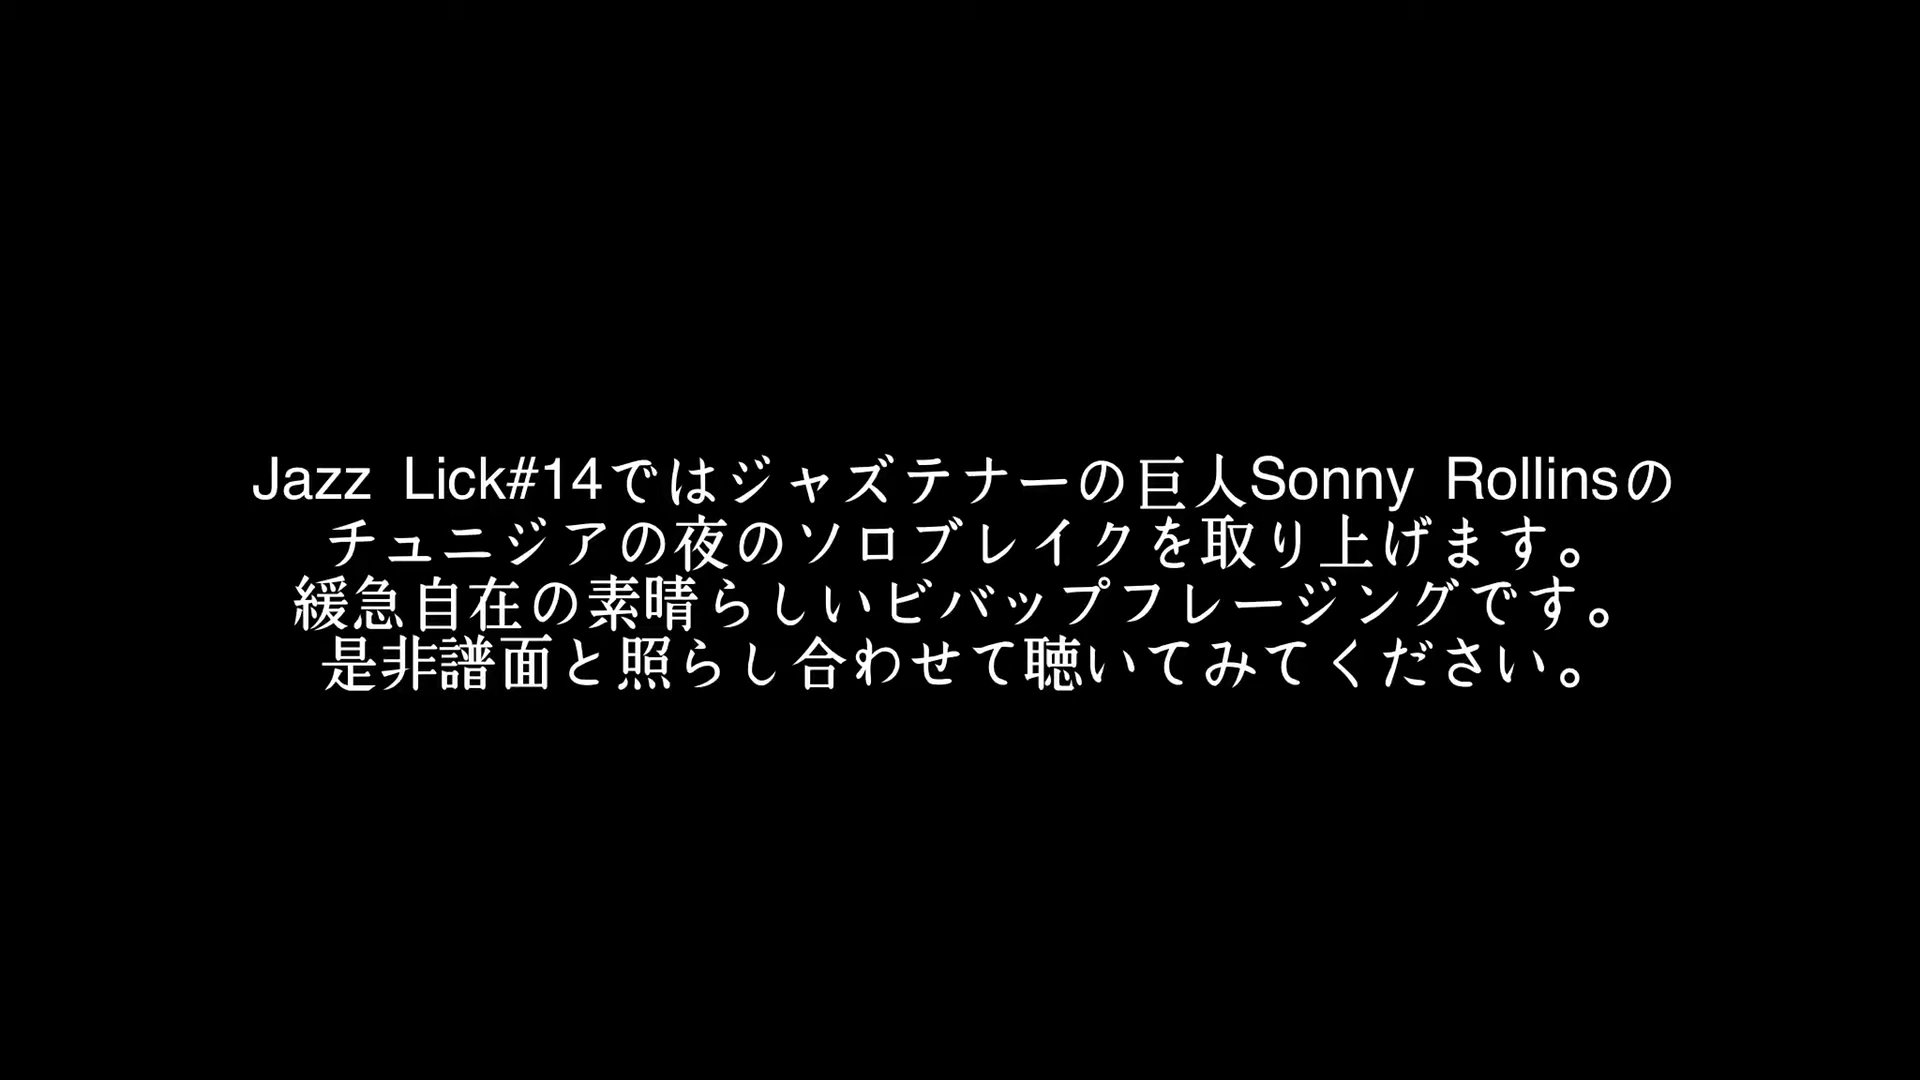 Jazz Lick#14ではジャズテナーの巨人Sonny Rollinsの
チュニジアの夜のソロブレイクを取り上げます。
緩急自在の素晴らしいビバップフレージングです。
是非譜面と照らし合わせて聴いてみてください。